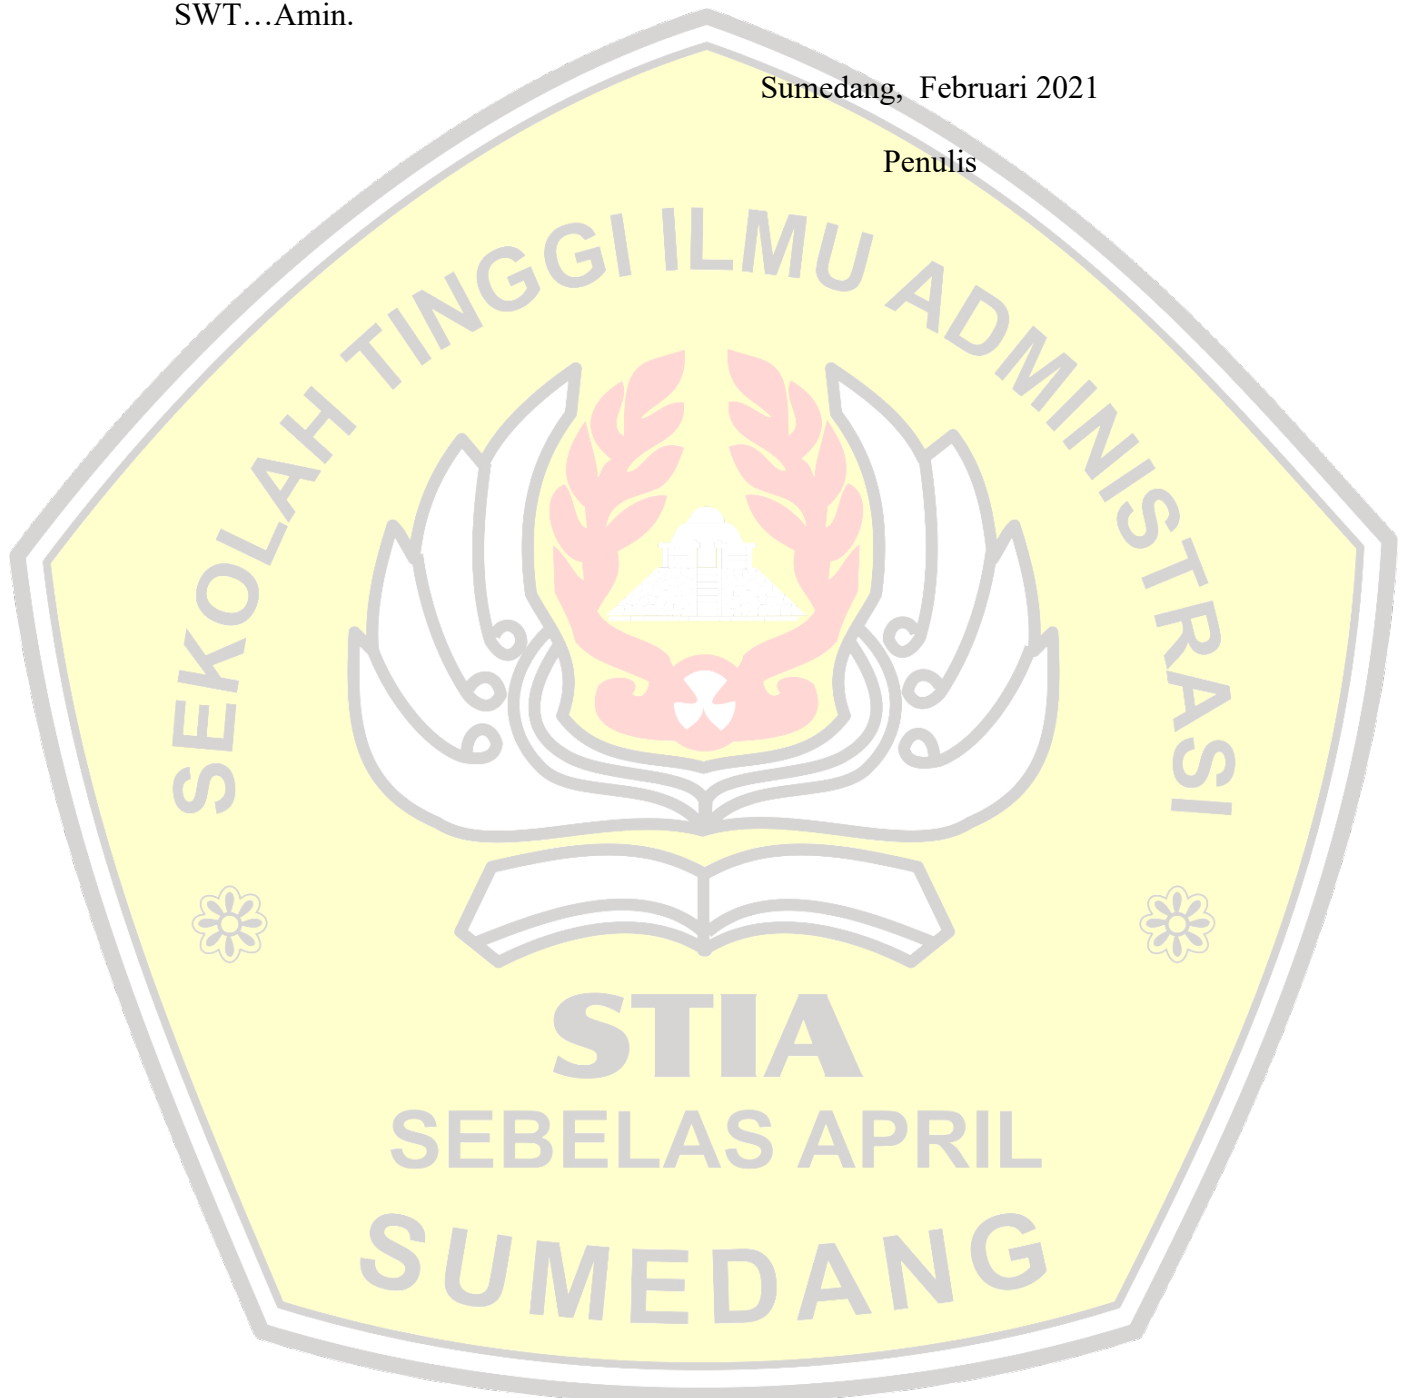 SWT…Amin.
Sumedang,  Februari 2021
Penulis
SEKOLAH TINGGI ILMU ADMINISTRASI
STIA
SEBELAS APRIL
SUMEDANG